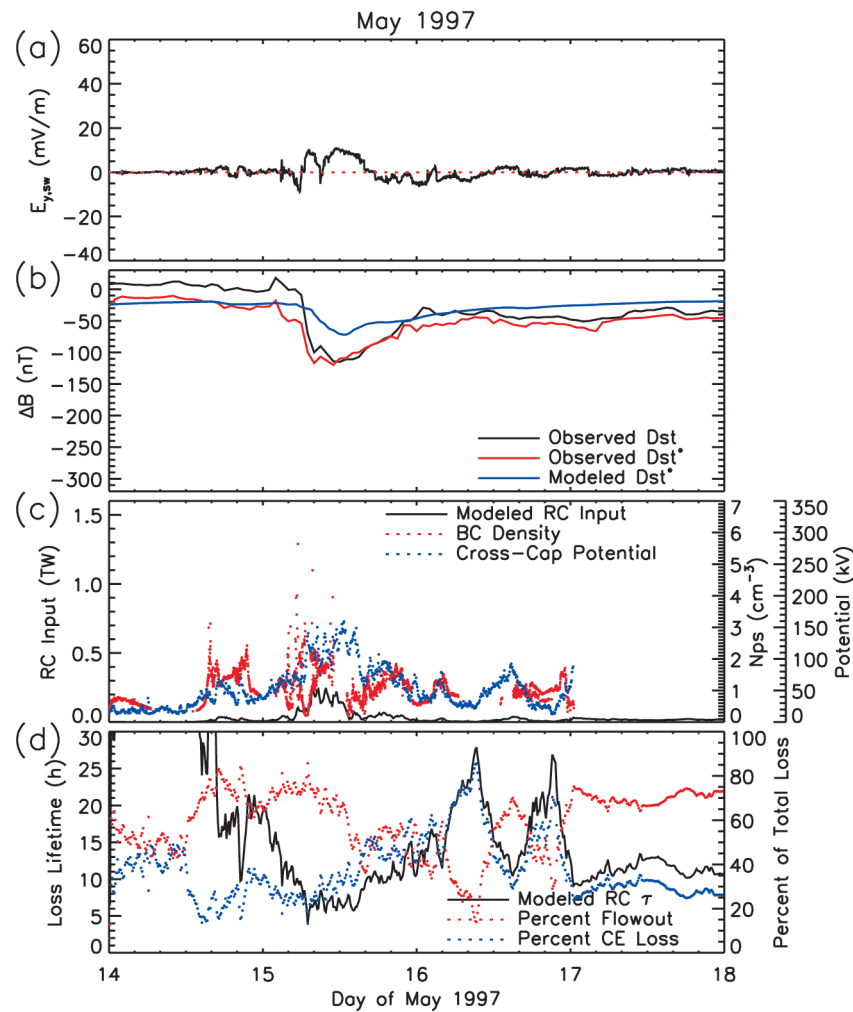 May 1997
(a)
60
40
20
0
−20
−40
E_y,sw (mV/m)
(b)
0
−50
−100
−150
−200
−250
−300
ΔB (nT)
Observed Dst
Observed Dst*
Modeled Dst*
(c)
1.5
1.0
0.5
0.0
RC Input (TW)
Modeled RC Input
BC Density
Cross−Cap Potential
7
6
5
4
3
2
1
0
Nps (cm⁻³)
350
300
250
200
150
100
50
0
Potential (kV)
(d)
30
25
20
15
10
5
0
Loss Lifetime (h)
Modeled RC τ
Percent Flowout
Percent CE Loss
100
80
60
40
20
0
Percent of Total Loss
14 15 16 17 18
Day of May 1997